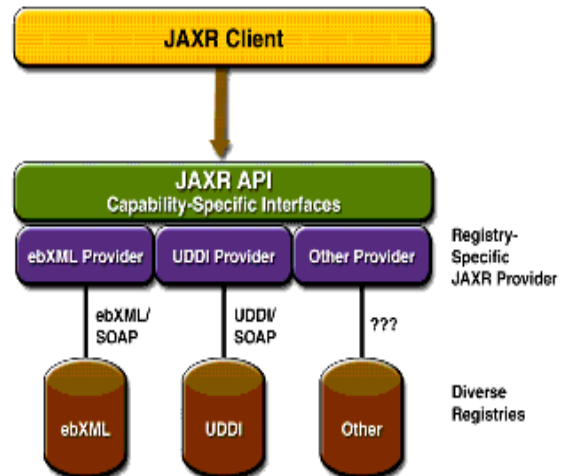 JAXR Client
JAXR API
Capability-Specific Interfaces
ebXML Provider
UDDI Provider
Other Provider
Registry-
Specific
JAXR Provider
ebXML/
SOAP
UDDI/
SOAP
???
ebXML
UDDI
Other
Diverse
Registries